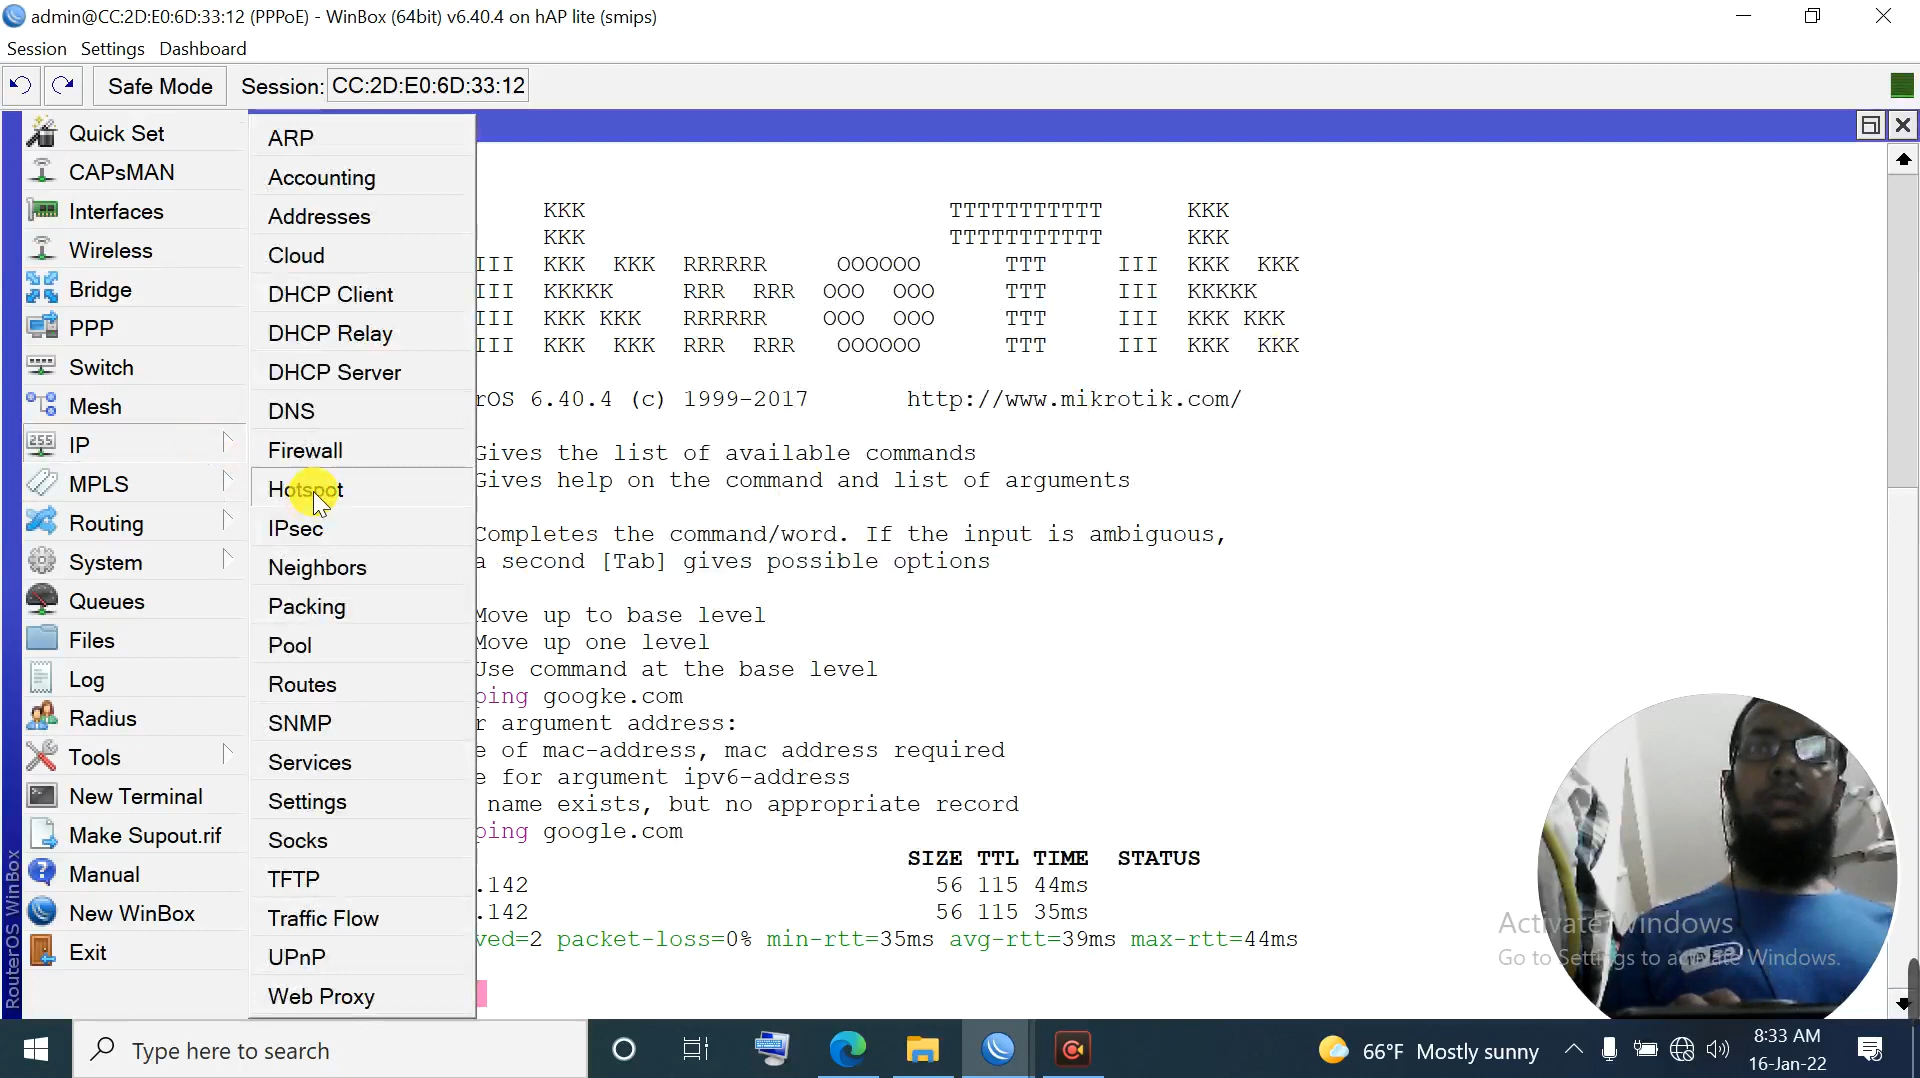 admin@CC:2D:E0:6D:33:12 (PPPoE) - WinBox (64bit) v6.40.4 on hAP lite (smips)
Session Settings Dashboard
Safe Mode Session: CC:2D:E0:6D:33:12
Quick Set
CAPsMAN
Interfaces
Wireless
Bridge
PPP
Switch
Mesh
IP
MPLS
Routing
System
Queues
Files
Log
Radius
Tools
New Terminal
Make Supout.rif
Manual
New WinBox
Exit
RouterOS WinBox
ARP
Accounting
Addresses
Cloud
DHCP Client
DHCP Relay
DHCP Server
DNS
Firewall
Hotspot
IPsec
Neighbors
Packing
Pool
Routes
SNMP
Services
Settings
Socks
TFTP
Traffic Flow
UPnP
Web Proxy
KKK TTTTTTTTTTT KKK
KKK TTTTTTTTTTT KKK
III KKK KKK RRRRRR OOOOOO TTT III KKK KKK
III KKKKK RRR RRR OOO OOO TTT III KKKKK
III KKK KKK RRRRRR OOO OOO TTT III KKK KKK
III KKK KKK RRR RRR OOOOOO TTT III KKK KKK
rOS 6.40.4 (c) 1999-2017 http://www.mikrotik.com/
Gives the list of available commands
Gives help on the command and list of arguments
Completes the command/word. If the input is ambiguous,
a second [Tab] gives possible options
Move up to base level
Move up one level
Use command at the base level
ping googke.com
r argument address:
e of mac-address, mac address required
e for argument ipv6-address
name exists, but no appropriate record
ping google.com
SIZE TTL TIME STATUS
.142 56 115 44ms
.142 56 115 35ms
ved=2 packet-loss=0% min-rtt=35ms avg-rtt=39ms max-rtt=44ms
Activate Windows
Go to Settings to activate Windows.
Type here to search
66°F Mostly sunny
8:33 AM
16-Jan-22